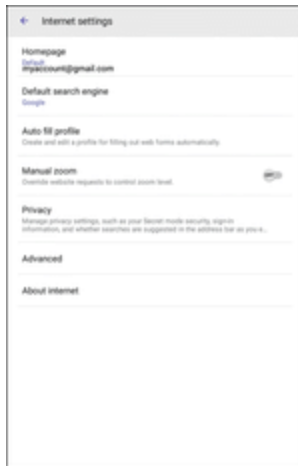 Internet settings
Homepage
Default
myaccount@gmail.com
Default search engine
Google
Auto fill profile
Create and edit a profile for filling out web forms automatically.
Manual zoom
Override website requests to control zoom level.
OFF
Privacy
Manage privacy settings, such as your Secret mode security, sign-in
information, and whether searches are suggested in the address bar as you e...
Advanced
About internet